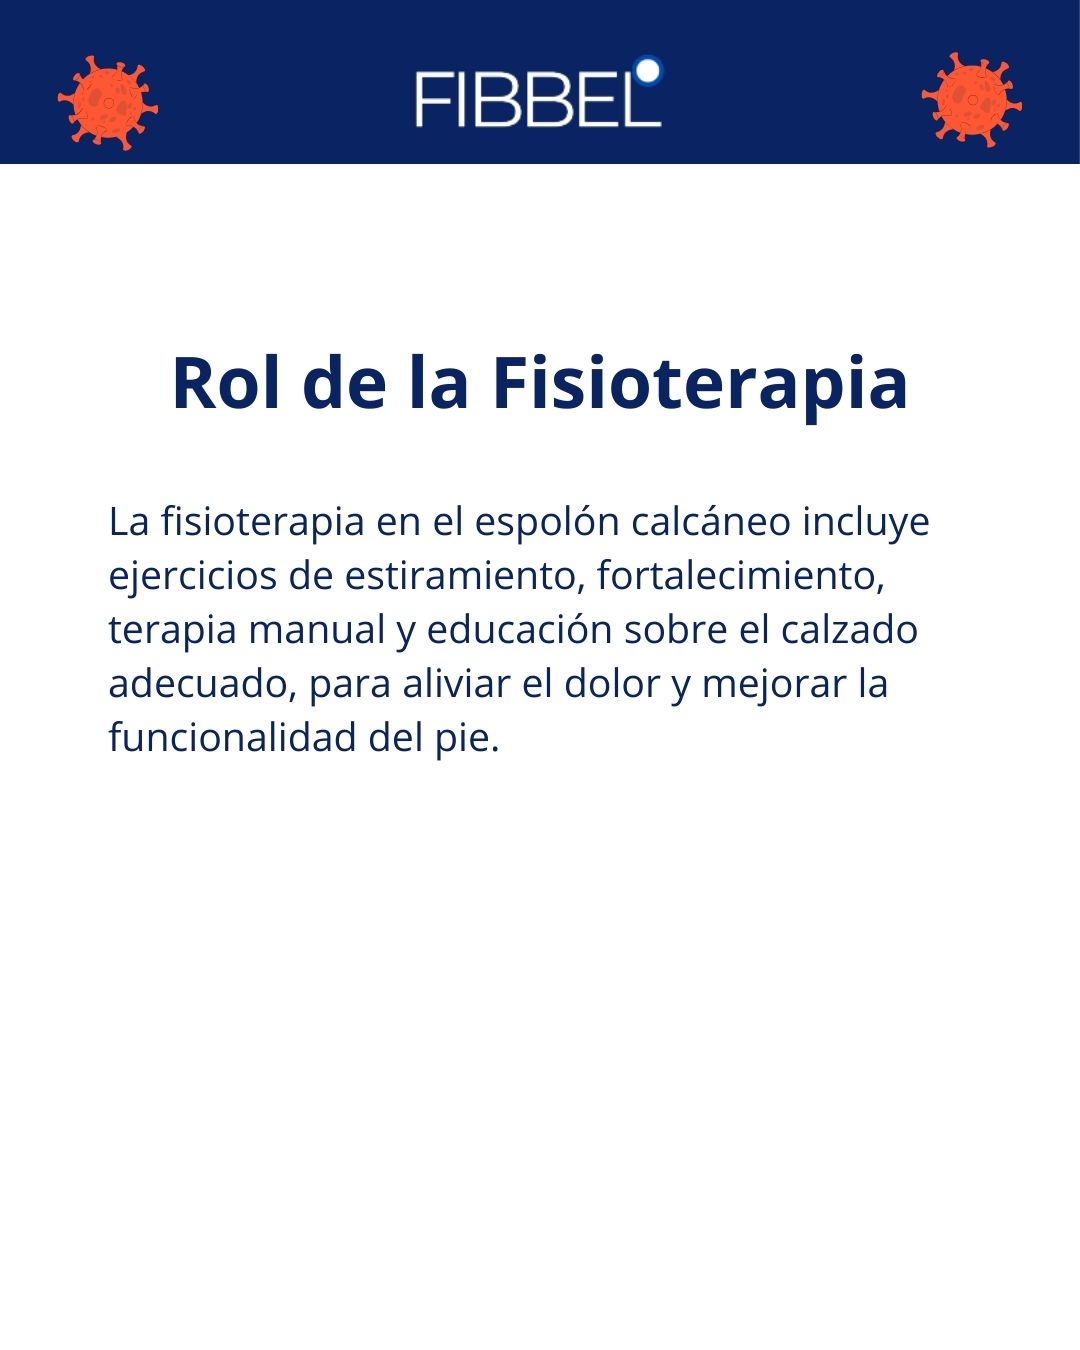 FIBBEL
Rol de la Fisioterapia
La fisioterapia en el espolón calcáneo incluye
ejercicios de estiramiento, fortalecimiento,
terapia manual y educación sobre el calzado
adecuado, para aliviar el dolor y mejorar la
funcionalidad del pie.